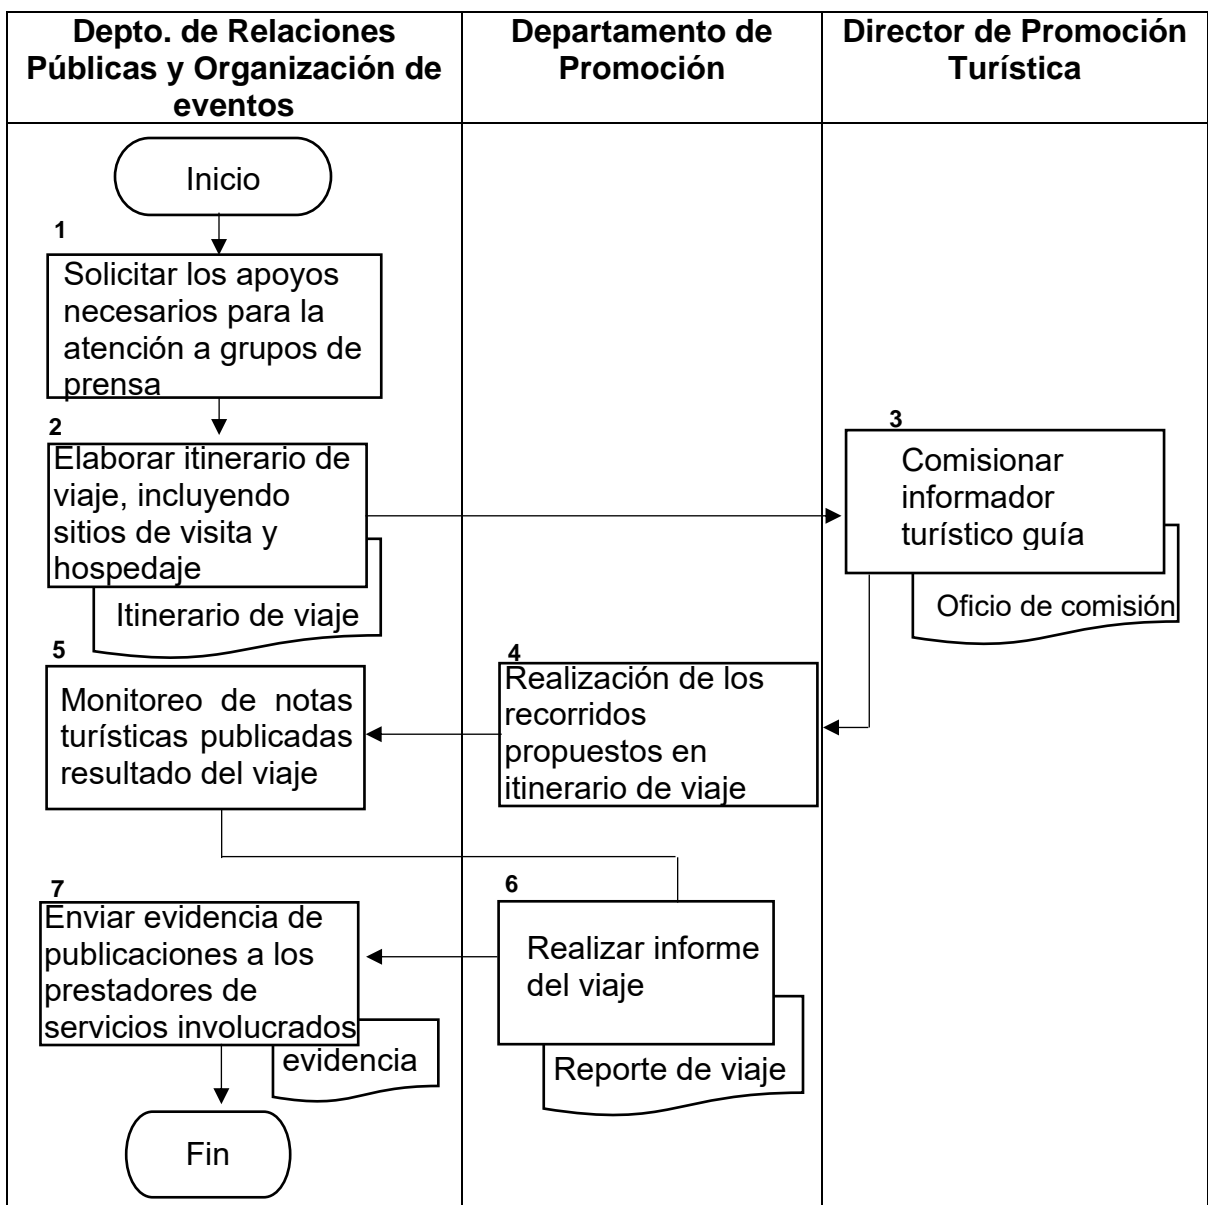 Depto. de Relaciones
Públicas y Organización de
eventos
Departamento de
Promoción
Director de Promoción
Turística
Inicio
1
Solicitar los apoyos
necesarios para la
atención a grupos de
prensa
2
Elaborar itinerario de
viaje, incluyendo
sitios de visita y
hospedaje
Itinerario de viaje
3
Comisionar
informador
turístico guía
Oficio de comisión
4
Realización de los
recorridos
propuestos en
itinerario de viaje
5
Monitoreo de notas
turísticas publicadas
resultado del viaje
6
Realizar informe
del viaje
Reporte de viaje
7
Enviar evidencia de
publicaciones a los
prestadores de
servicios involucrados
evidencia
Fin